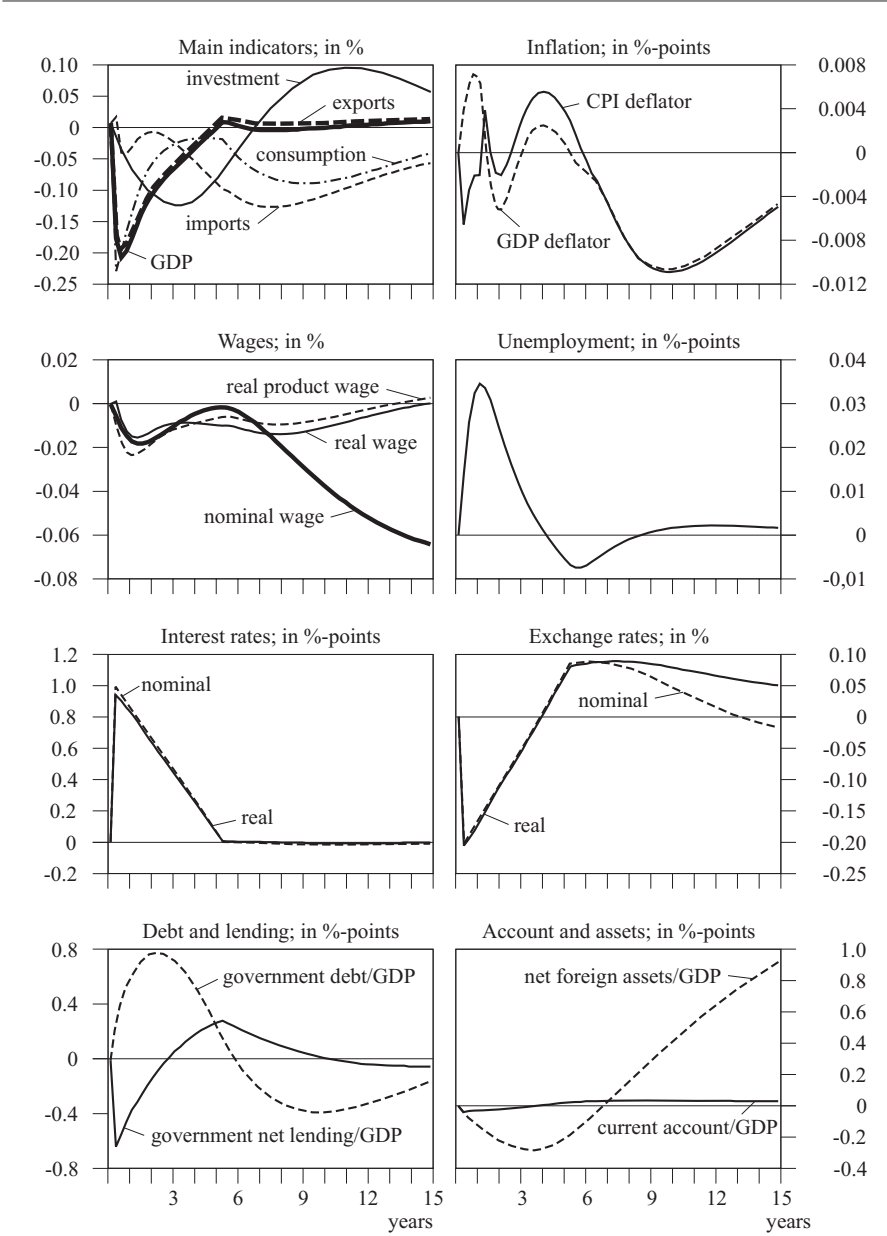 Main indicators; in %
0.10
0.05
0
-0.05
-0.10
-0.15
-0.20
-0.25
investment
exports
consumption
imports
GDP
Inflation; in %-points
0.008
0.004
0
-0.004
-0.008
-0.012
CPI deflator
GDP deflator
Wages; in %
0.02
0
-0.02
-0.04
-0.06
-0.08
real product wage
real wage
nominal wage
Unemployment; in %-points
0.04
0.03
0.02
0.01
0
-0,01
Interest rates; in %-points
1.2
1.0
0.8
0.6
0.4
0.2
0
-0.2
nominal
real
Exchange rates; in %
0.10
0.05
0
-0.05
-0.10
-0.15
-0.20
-0.25
nominal
real
Debt and lending; in %-points
0.8
0.4
0
-0.4
-0.8
government debt/GDP
government net lending/GDP
3 6 9 12 15
years
Account and assets; in %-points
1.0
0.8
0.6
0.4
0.2
0
-0.2
-0.4
net foreign assets/GDP
current account/GDP
3 6 9 12 15
years